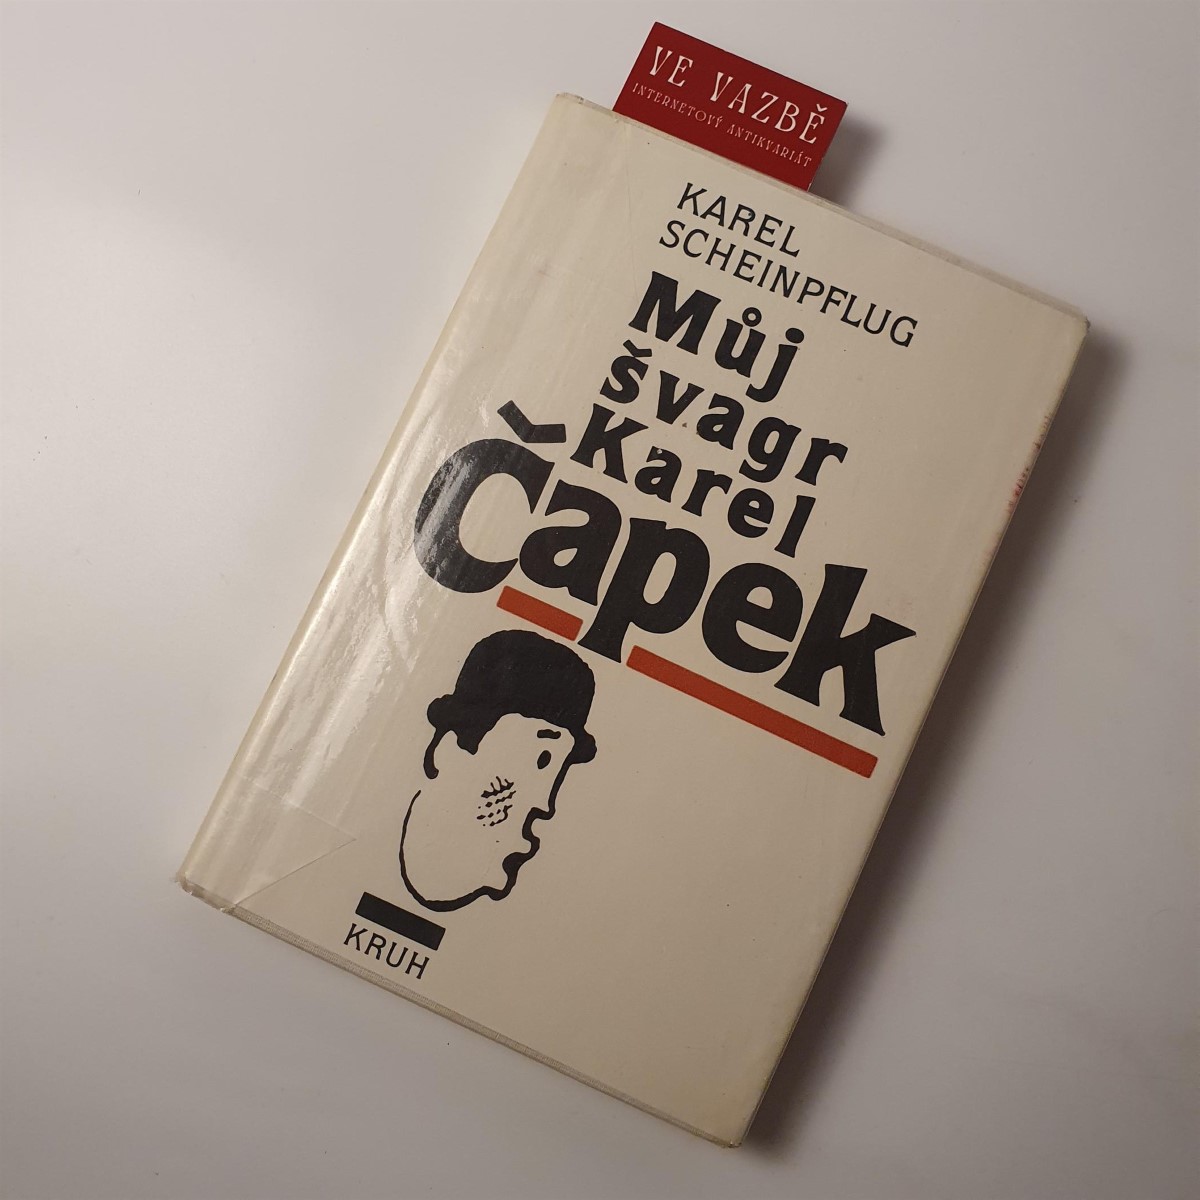 VE VAZBĚ
INTERNETOVÝ ANTIKVARIÁT
KAREL
SCHEINPFLUG
Můj
švagr
Karel
Čapek
KRUH